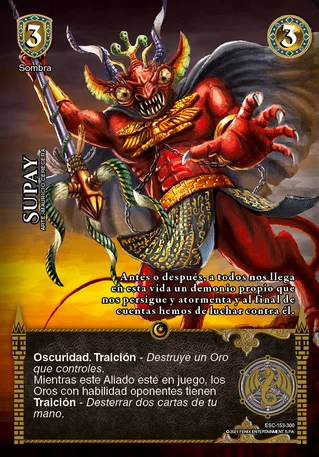 3
3
Sombra
SUPAY
Antes o después, a todos nos llega
en esta vida un demonio propio que
nos persigue y atormenta y al final de
cuentas hemos de luchar contra él.
Oscuridad. Traición - Destruye un Oro
que controles.
Mientras este Aliado esté en juego, los
Oros con habilidad oponentes tienen
Traición - Desterrar dos cartas de tu
mano.
ESC-153-306
©2021 FENIX ENTERTAINMENT S.P.A.